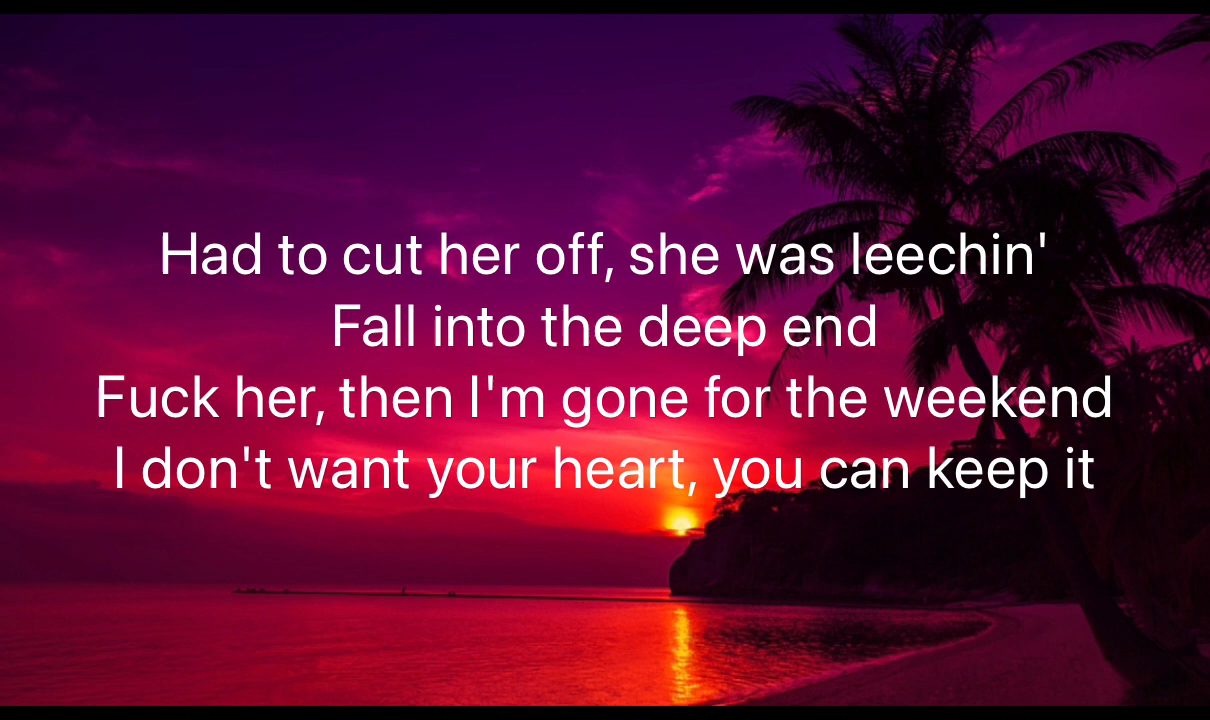 Had to cut her off, she was leechin'
Fall into the deep end
Fuck her, then I'm gone for the weekend
I don't want your heart, you can keep it